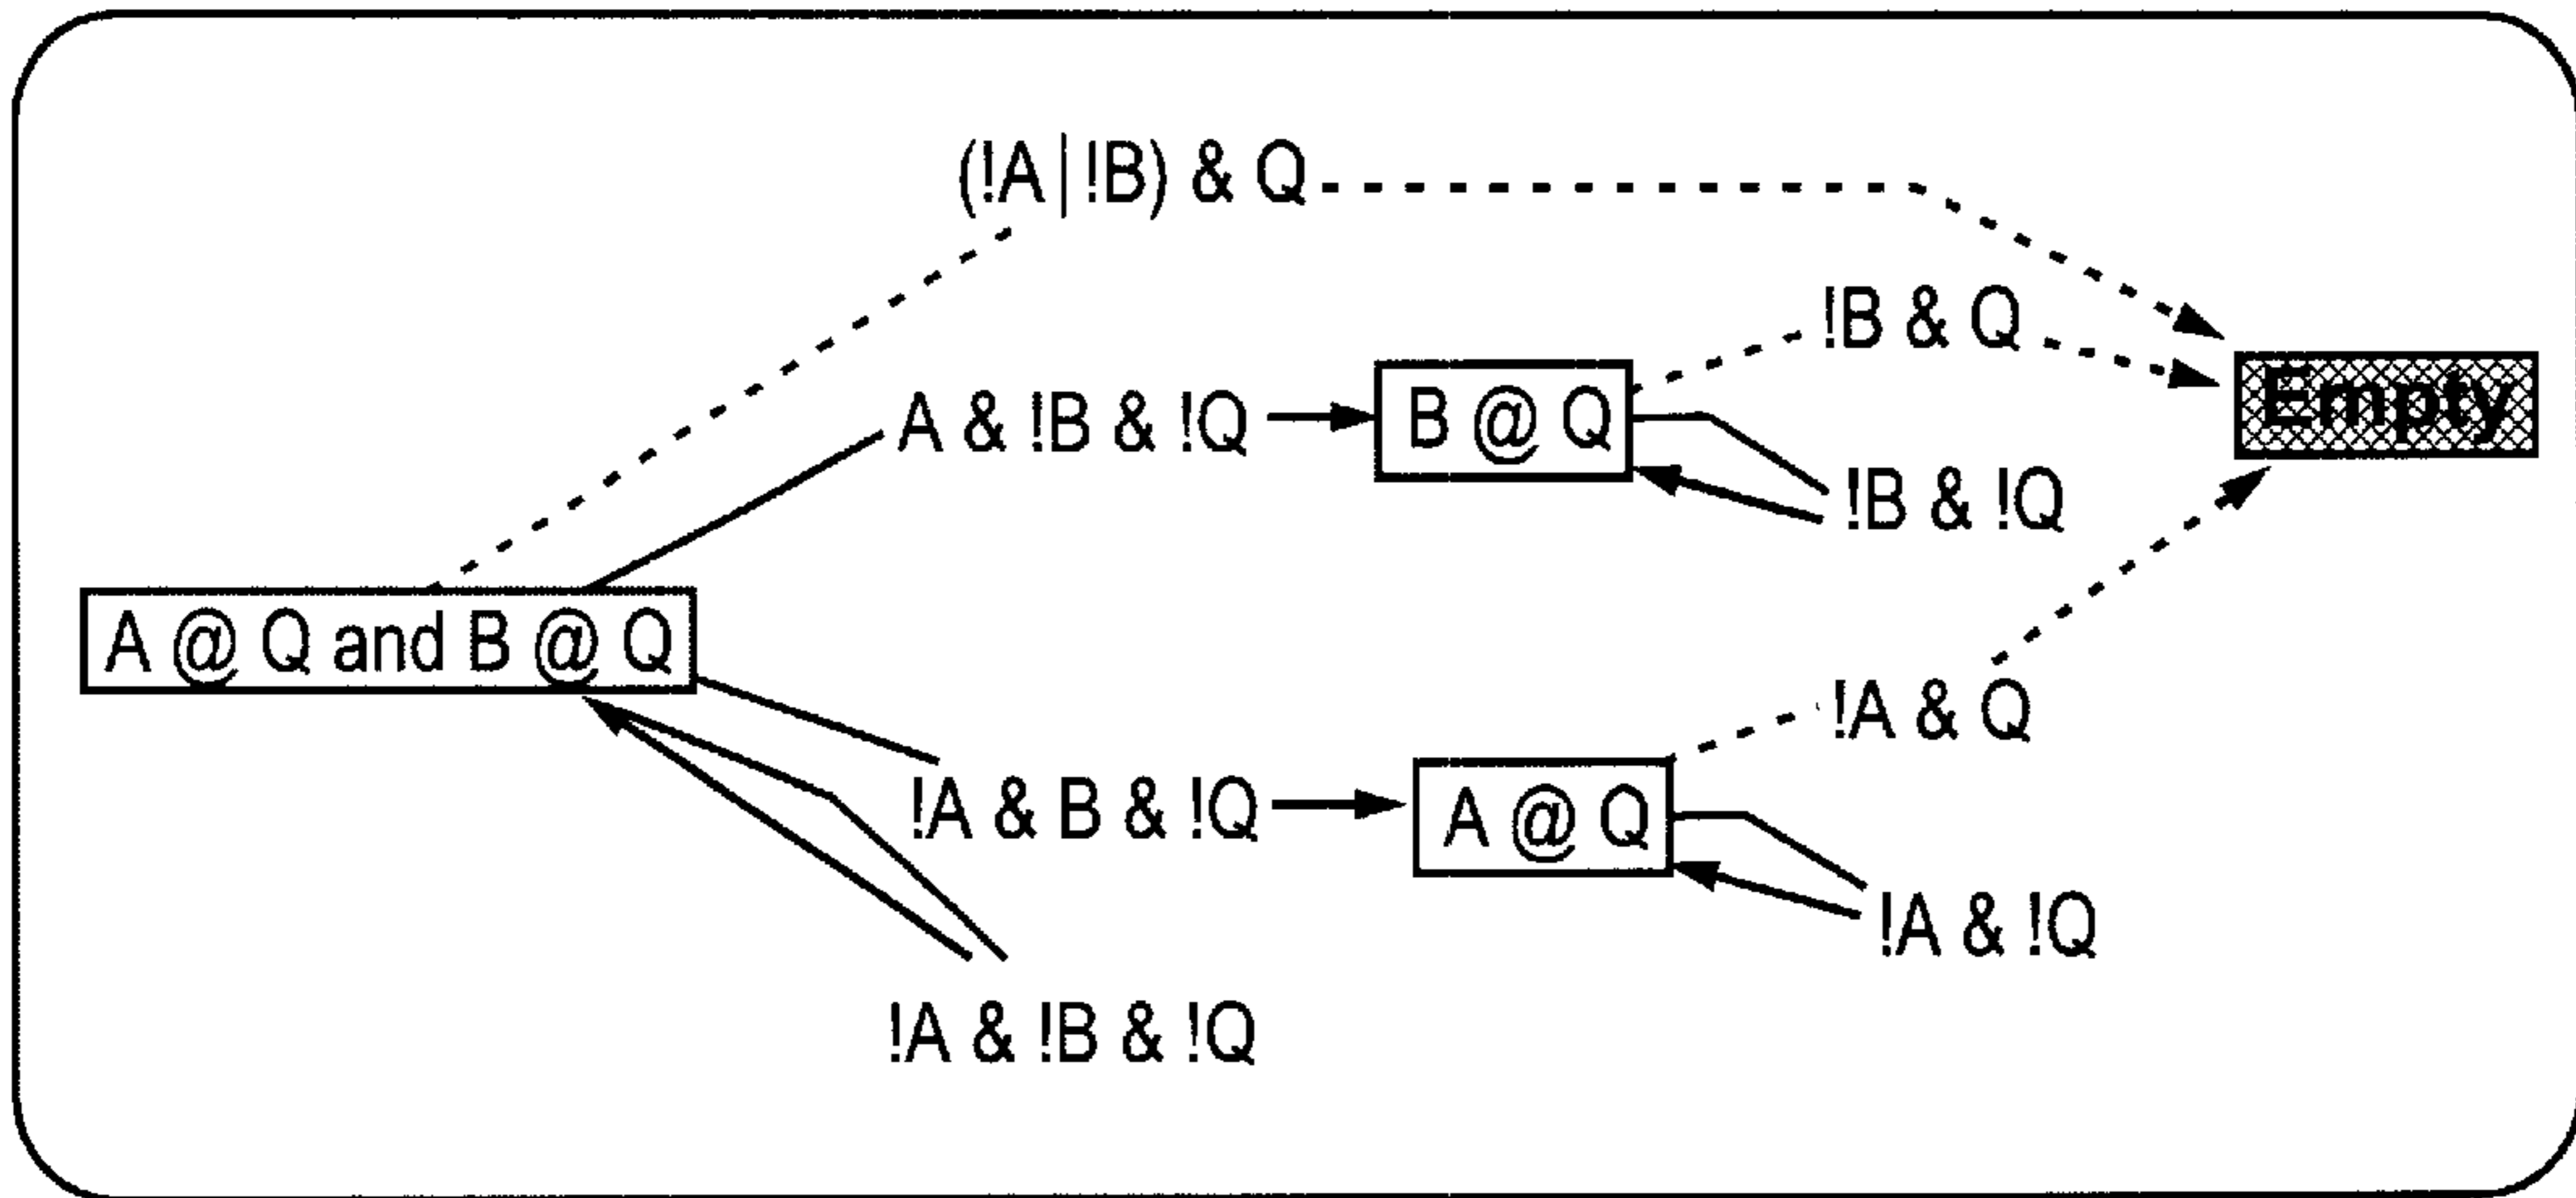 (!A | !B) & Q
!B & Q
Empty
A & !B & !Q
B @ Q
!B & !Q
A @ Q and B @ Q
!A & Q
!A & B & !Q
A @ Q
!A & !Q
!A & !B & !Q